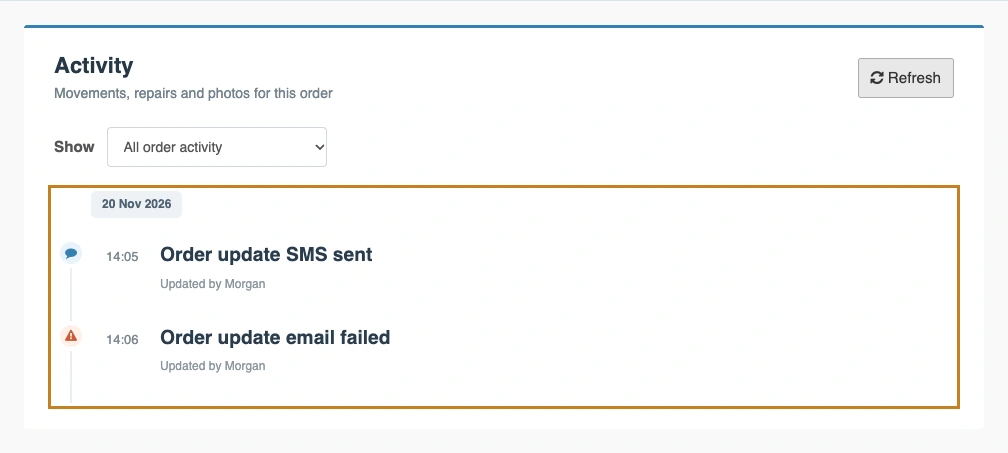 Activity
Movements, repairs and photos for this order
Refresh
Show
All order activity
20 Nov 2026
14:05 Order update SMS sent
Updated by Morgan
14:06 Order update email failed
Updated by Morgan